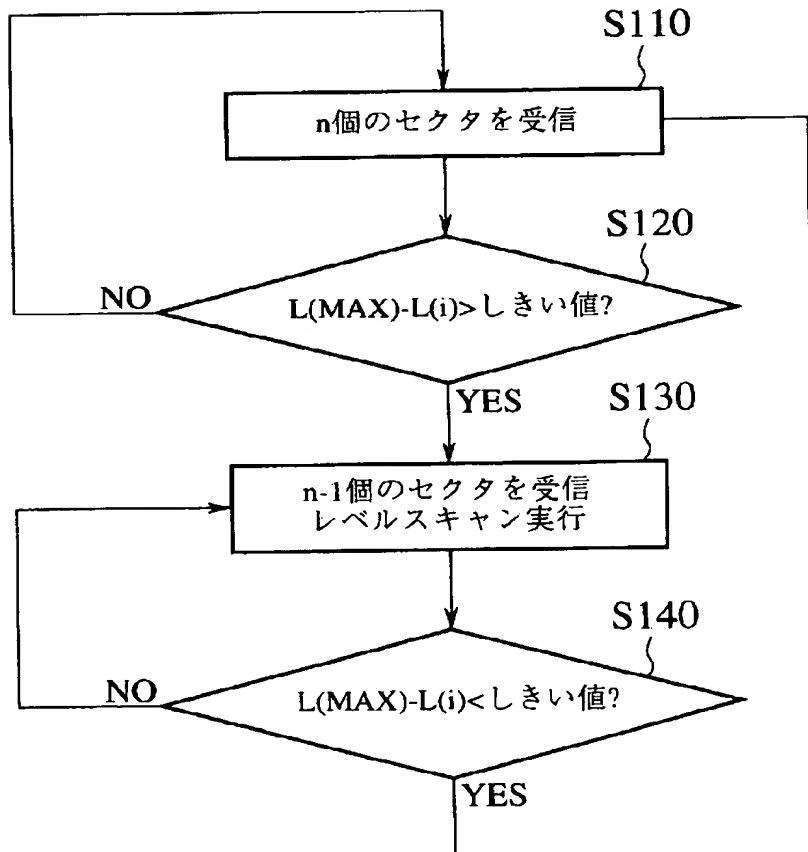 S110
n個のセクタを受信
S120
L(MAX)-L(i)>しきい値?
NO
YES
S130
n-1個のセクタを受信
レベルスキャン実行
S140
L(MAX)-L(i)<しきい値?
NO
YES